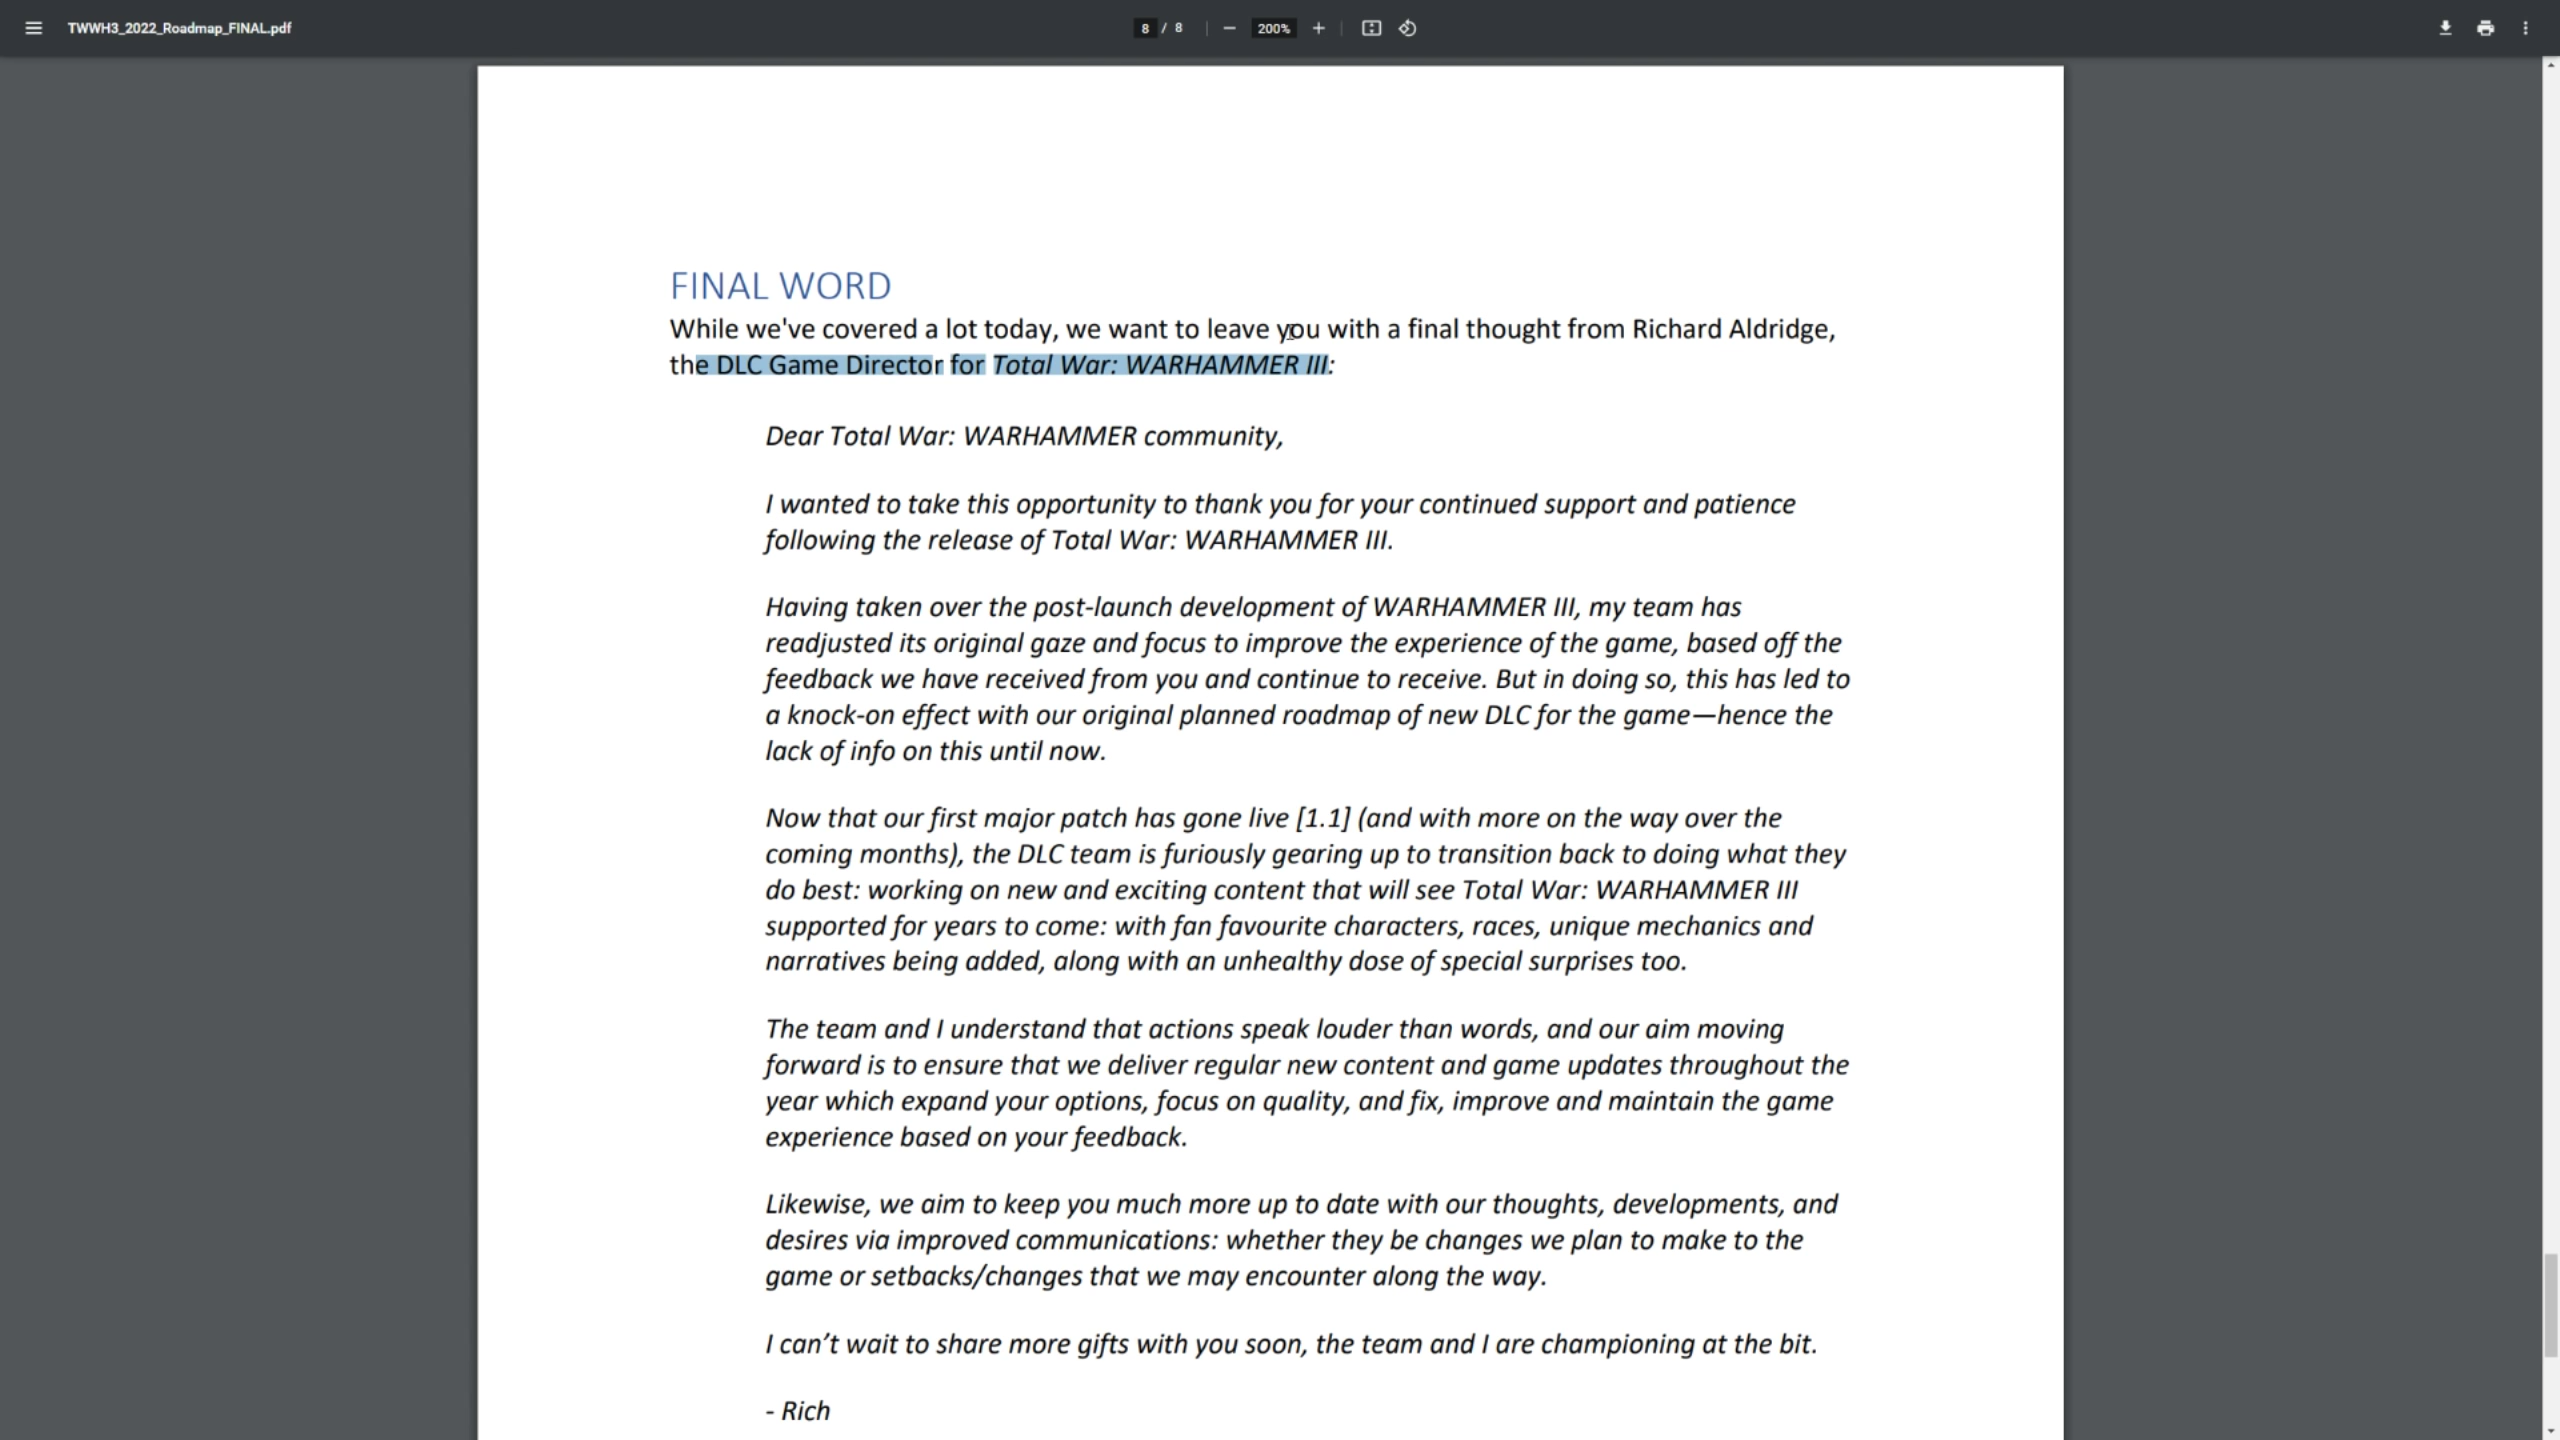 TWWH3_2022_Roadmap_FINAL.pdf
8 / 8
200%
FINAL WORD
While we've covered a lot today, we want to leave you with a final thought from Richard Aldridge,
the DLC Game Director for Total War: WARHAMMER III:
Dear Total War: WARHAMMER community,
I wanted to take this opportunity to thank you for your continued support and patience
following the release of Total War: WARHAMMER III.
Having taken over the post-launch development of WARHAMMER III, my team has
readjusted its original gaze and focus to improve the experience of the game, based off the
feedback we have received from you and continue to receive. But in doing so, this has led to
a knock-on effect with our original planned roadmap of new DLC for the game—hence the
lack of info on this until now.
Now that our first major patch has gone live [1.1] (and with more on the way over the
coming months), the DLC team is furiously gearing up to transition back to doing what they
do best: working on new and exciting content that will see Total War: WARHAMMER III
supported for years to come: with fan favourite characters, races, unique mechanics and
narratives being added, along with an unhealthy dose of special surprises too.
The team and I understand that actions speak louder than words, and our aim moving
forward is to ensure that we deliver regular new content and game updates throughout the
year which expand your options, focus on quality, and fix, improve and maintain the game
experience based on your feedback.
Likewise, we aim to keep you much more up to date with our thoughts, developments, and
desires via improved communications: whether they be changes we plan to make to the
game or setbacks/changes that we may encounter along the way.
I can’t wait to share more gifts with you soon, the team and I are championing at the bit.
- Rich